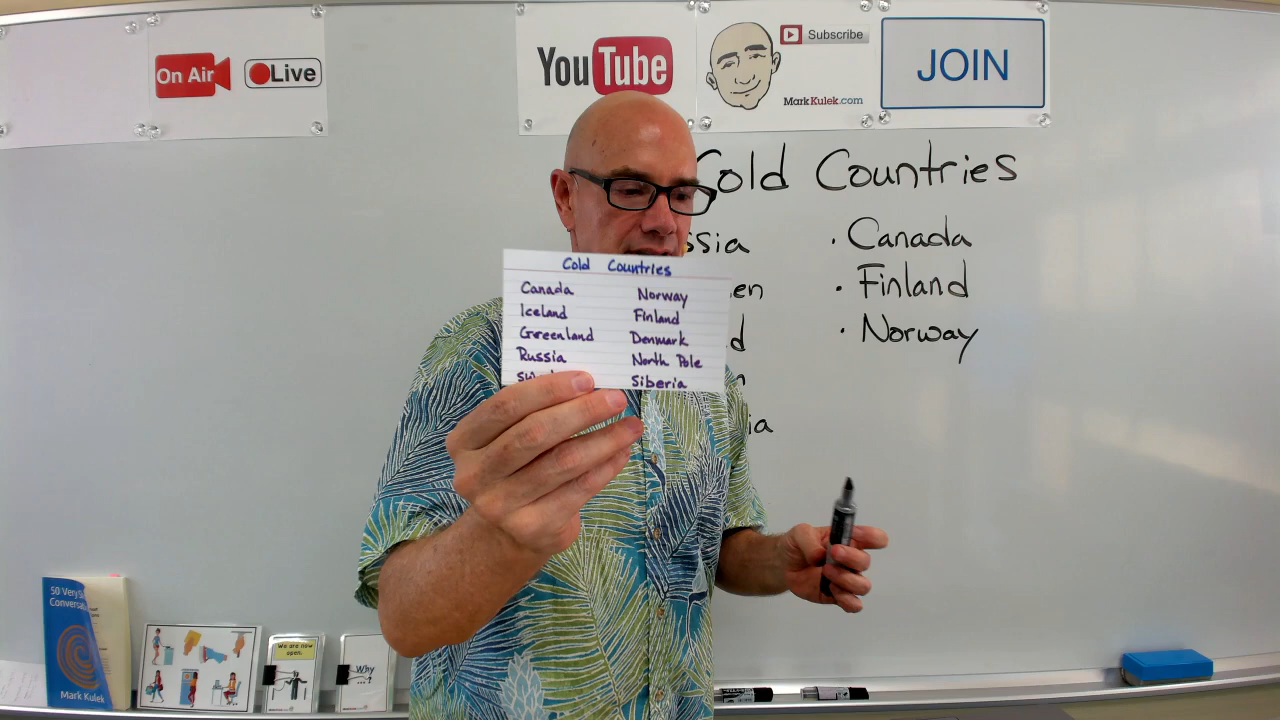 On Air
Live
YouTube
Subscribe
MarkKulek.com
JOIN
Cold Countries
Canada
Finland
Norway
Cold Countries
Canada Norway
Iceland Finland
Greenland Denmark
Russia North Pole
Siberia
50 Very
Mark Kulek
We are now
open.
Why
...?